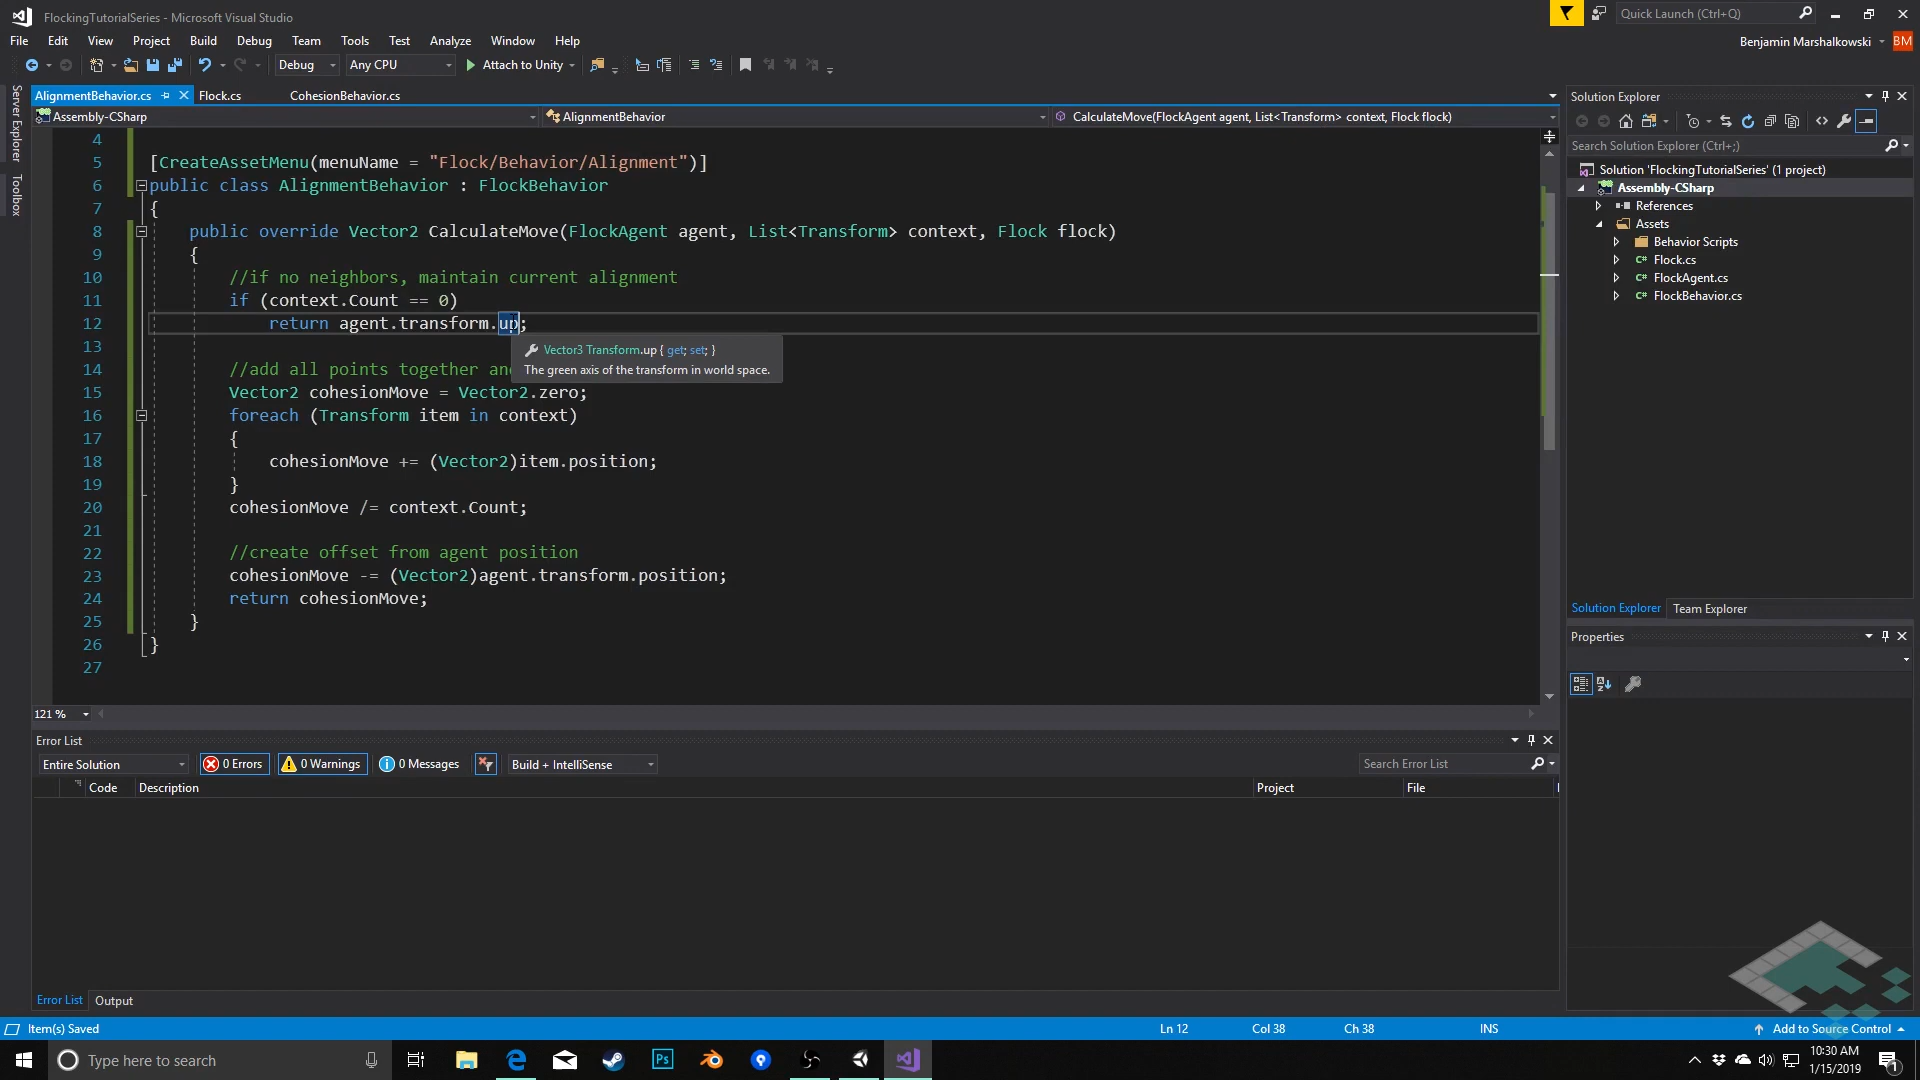 FlockingTutorialSeries - Microsoft Visual Studio
Quick Launch (Ctrl+Q)
File Edit View Project Build Debug Team Tools Test Analyze Window Help
Benjamin Marshalkowski BM
Debug Any CPU Attach to Unity
Server Explorer
Toolbox
AlignmentBehavior.cs Flock.cs CohesionBehavior.cs
Assembly-CSharp AlignmentBehavior CalculateMove(FlockAgent agent, List<Transform> context, Flock flock)
4
5 [CreateAssetMenu(menuName = "Flock/Behavior/Alignment")]
6 public class AlignmentBehavior : FlockBehavior
7 {
8 public override Vector2 CalculateMove(FlockAgent agent, List<Transform> context, Flock flock)
9 {
10 //if no neighbors, maintain current alignment
11 if (context.Count == 0)
12 return agent.transform.up;
13
Vector3 Transform.up { get; set; }
The green axis of the transform in world space.
14 //add all points together an
15 Vector2 cohesionMove = Vector2.zero;
16 foreach (Transform item in context)
17 {
18 cohesionMove += (Vector2)item.position;
19 }
20 cohesionMove /= context.Count;
21
22 //create offset from agent position
23 cohesionMove -= (Vector2)agent.transform.position;
24 return cohesionMove;
25 }
26 }
27
121 %
Solution Explorer
Search Solution Explorer (Ctrl+;)
Solution 'FlockingTutorialSeries' (1 project)
Assembly-CSharp
References
Assets
Behavior Scripts
C# Flock.cs
C# FlockAgent.cs
C# FlockBehavior.cs
Solution Explorer Team Explorer
Properties
Error List
Entire Solution 0 Errors 0 Warnings 0 Messages Build + IntelliSense Search Error List
Code Description Project File
Error List Output
Item(s) Saved Ln 12 Col 38 Ch 38 INS Add to Source Control
Type here to search
Ps
10:30 AM
1/15/2019
1